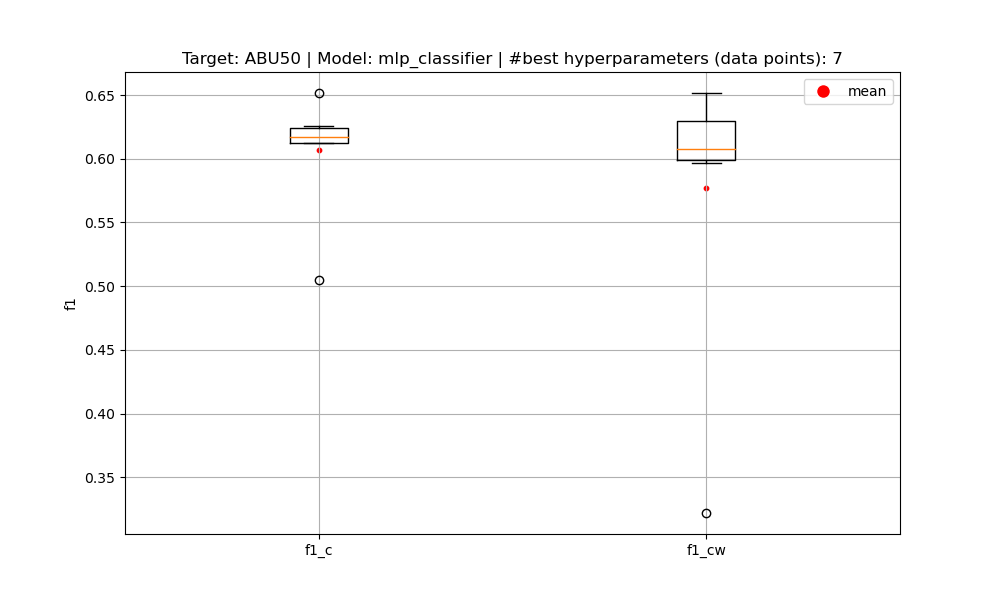 Target: ABU50 | Model: mlp_classifier | #best hyperparameters (data points): 7
mean
0.65
0.60
0.55
0.50
0.45
0.40
0.35
f1
f1_c
f1_cw